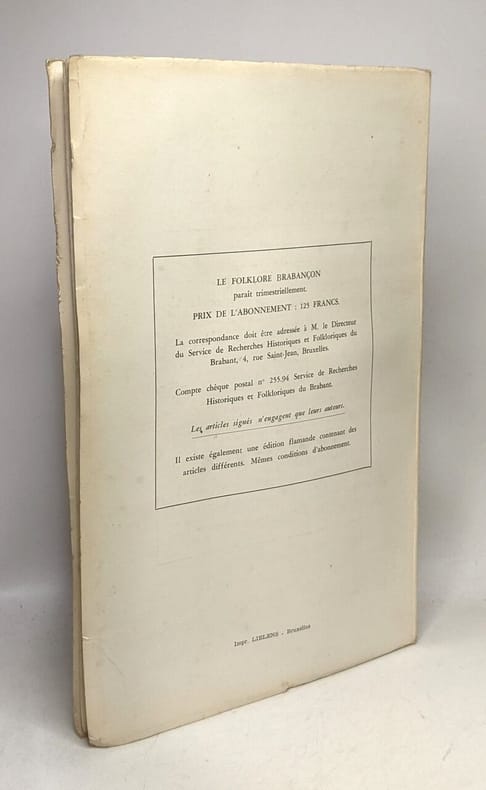 LE FOLKLORE BRABANÇON
paraît trimestriellement.
PRIX DE L'ABONNEMENT : 125 FRANCS.
La correspondance doit être adressée à M. le Directeur
du Service de Recherches Historiques et Folkloriques du
Brabant, 4, rue Saint-Jean, Bruxelles.
Compte chèque postal n° 255.94 Service de Recherches
Historiques et Folkloriques du Brabant.
Les articles signés n'engagent que leurs auteurs.
Il existe également une édition flamande contenant des
articles différents. Mêmes conditions d'abonnement.
Impr. LIELENS - Bruxelles